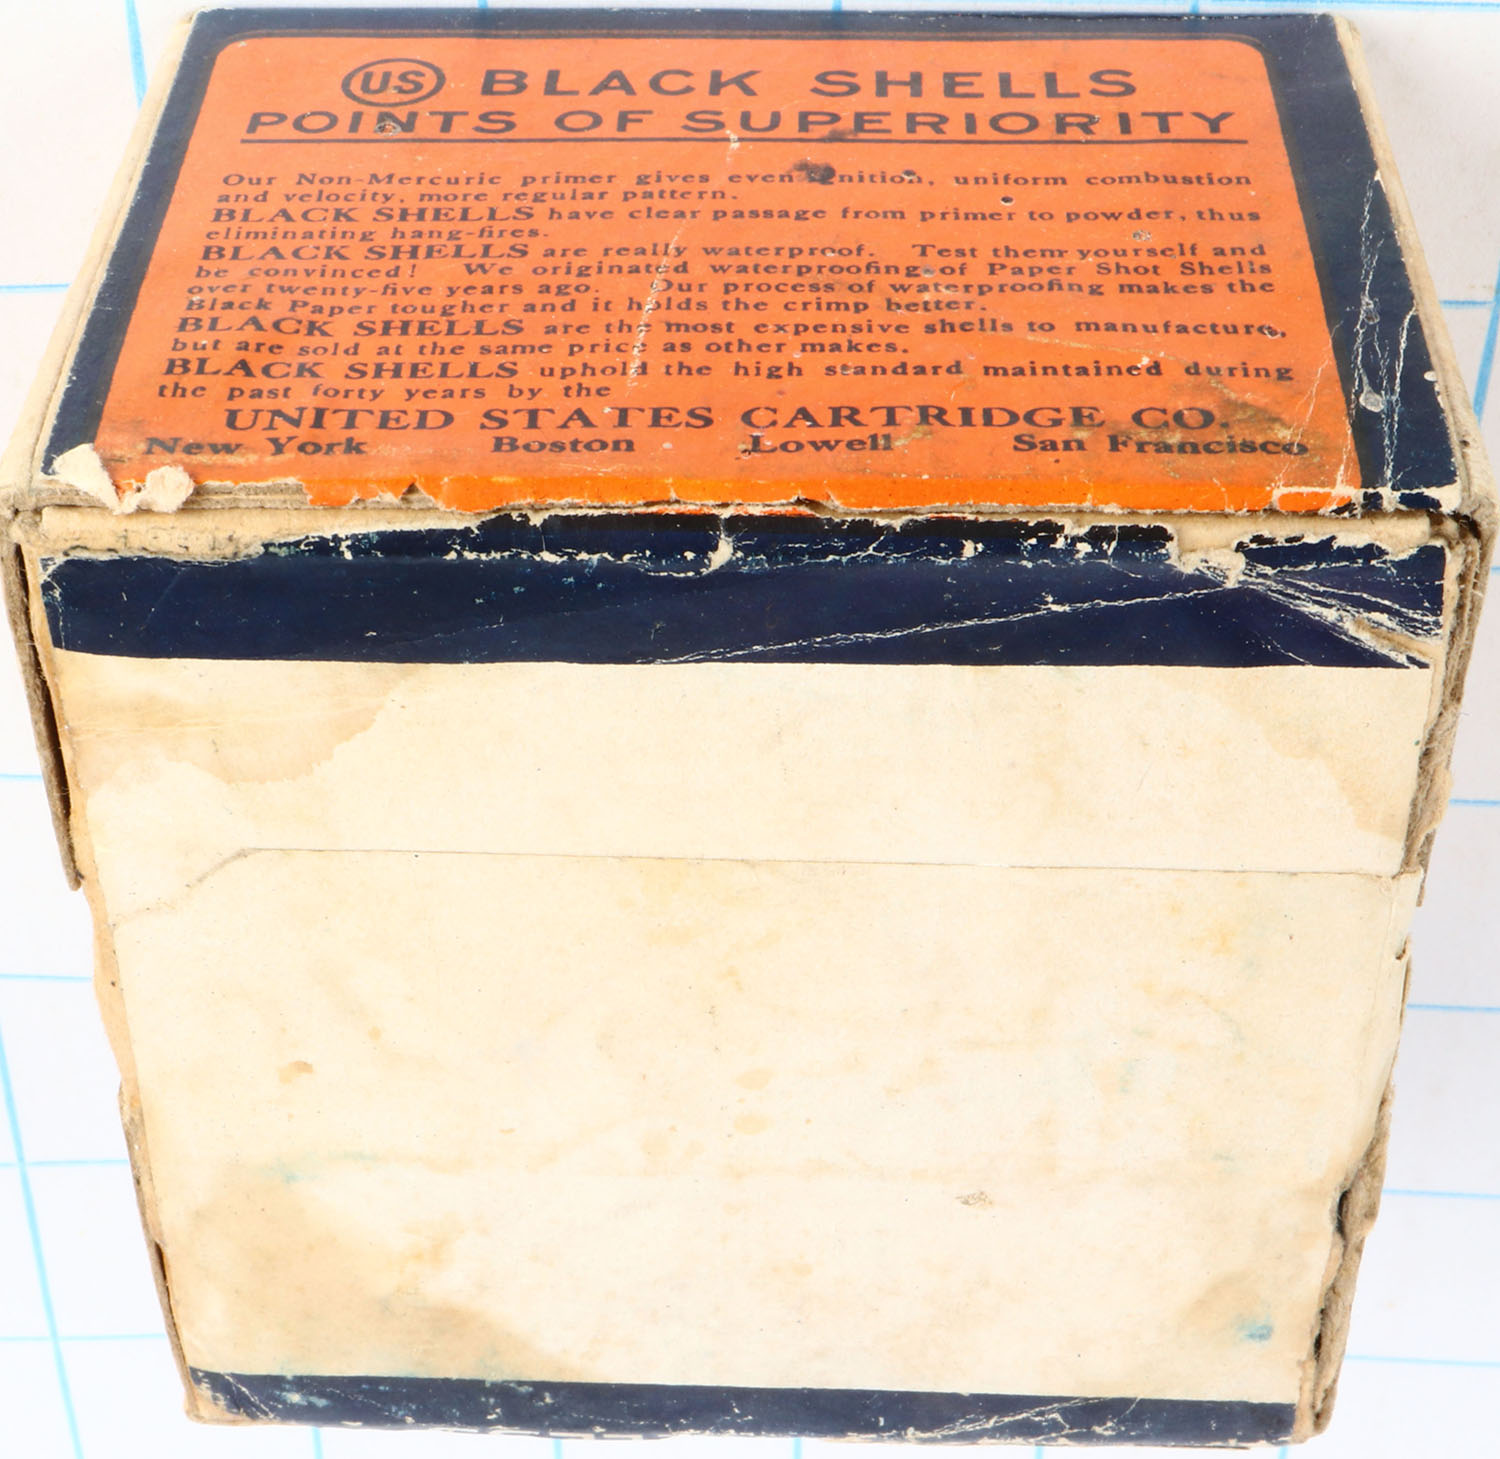 US BLACK SHELLS
POINTS OF SUPERIORITY
Our Non-Mercuric primer gives even ignition, uniform combustion
and velocity, more regular pattern.
BLACK SHELLS have clear passage from primer to powder, thus
eliminating hang-fires.
BLACK SHELLS are really waterproof. Test them yourself and
be convinced! We originated waterproofing of Paper Shot Shells
over twenty-five years ago. Our process of waterproofing makes the
Black Paper tougher and it holds the crimp better.
BLACK SHELLS are the most expensive shells to manufacture,
but are sold at the same price as other makes.
BLACK SHELLS uphold the high standard maintained during
the past forty years by the
UNITED STATES CARTRIDGE CO.
New York Boston Lowell San Francisco